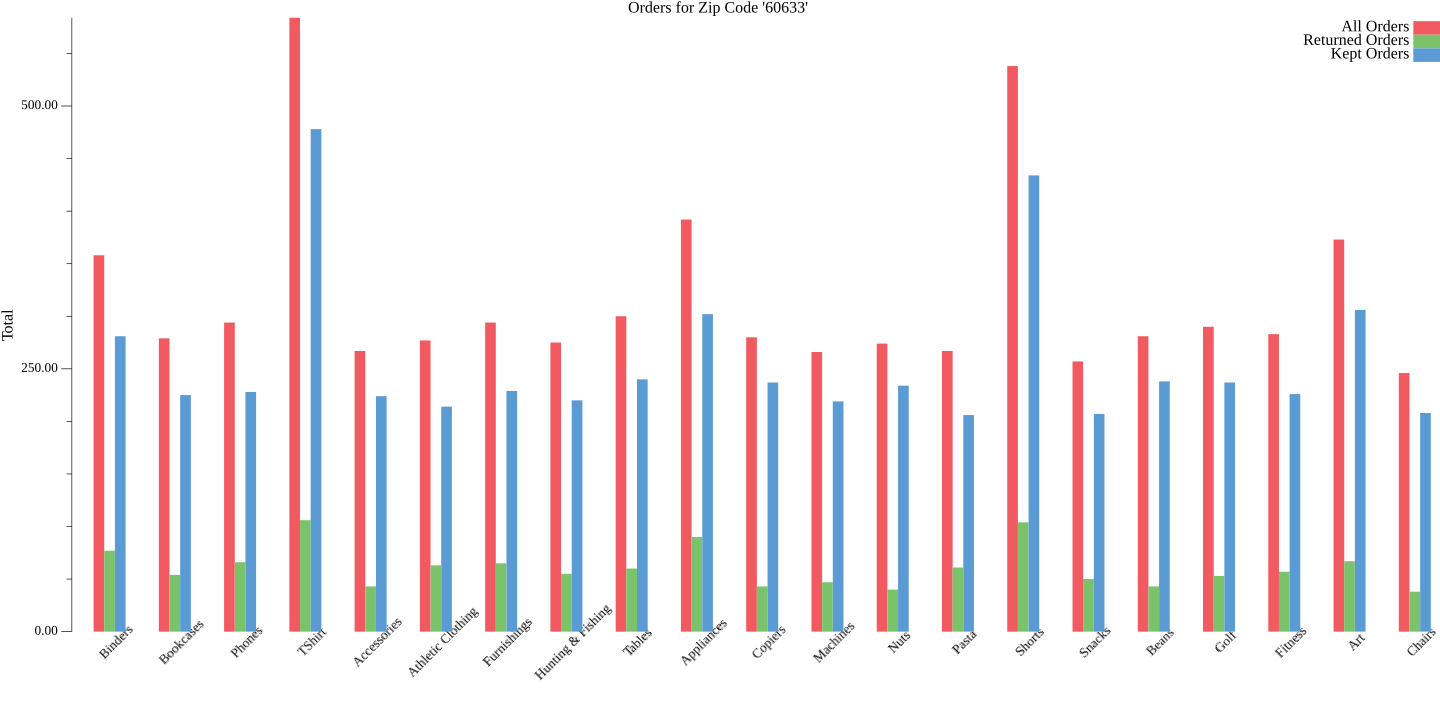 Orders for Zip Code '60633'
All Orders
Returned Orders
Kept Orders
Total
500.00
250.00
0.00
Binders
Bookcases
Phones
TShirt
Accessories
Athletic Clothing
Furnishings
Hunting & Fishing
Tables
Appliances
Copiers
Machines
Nuts
Pasta
Shorts
Snacks
Beans
Golf
Fitness
Art
Chairs